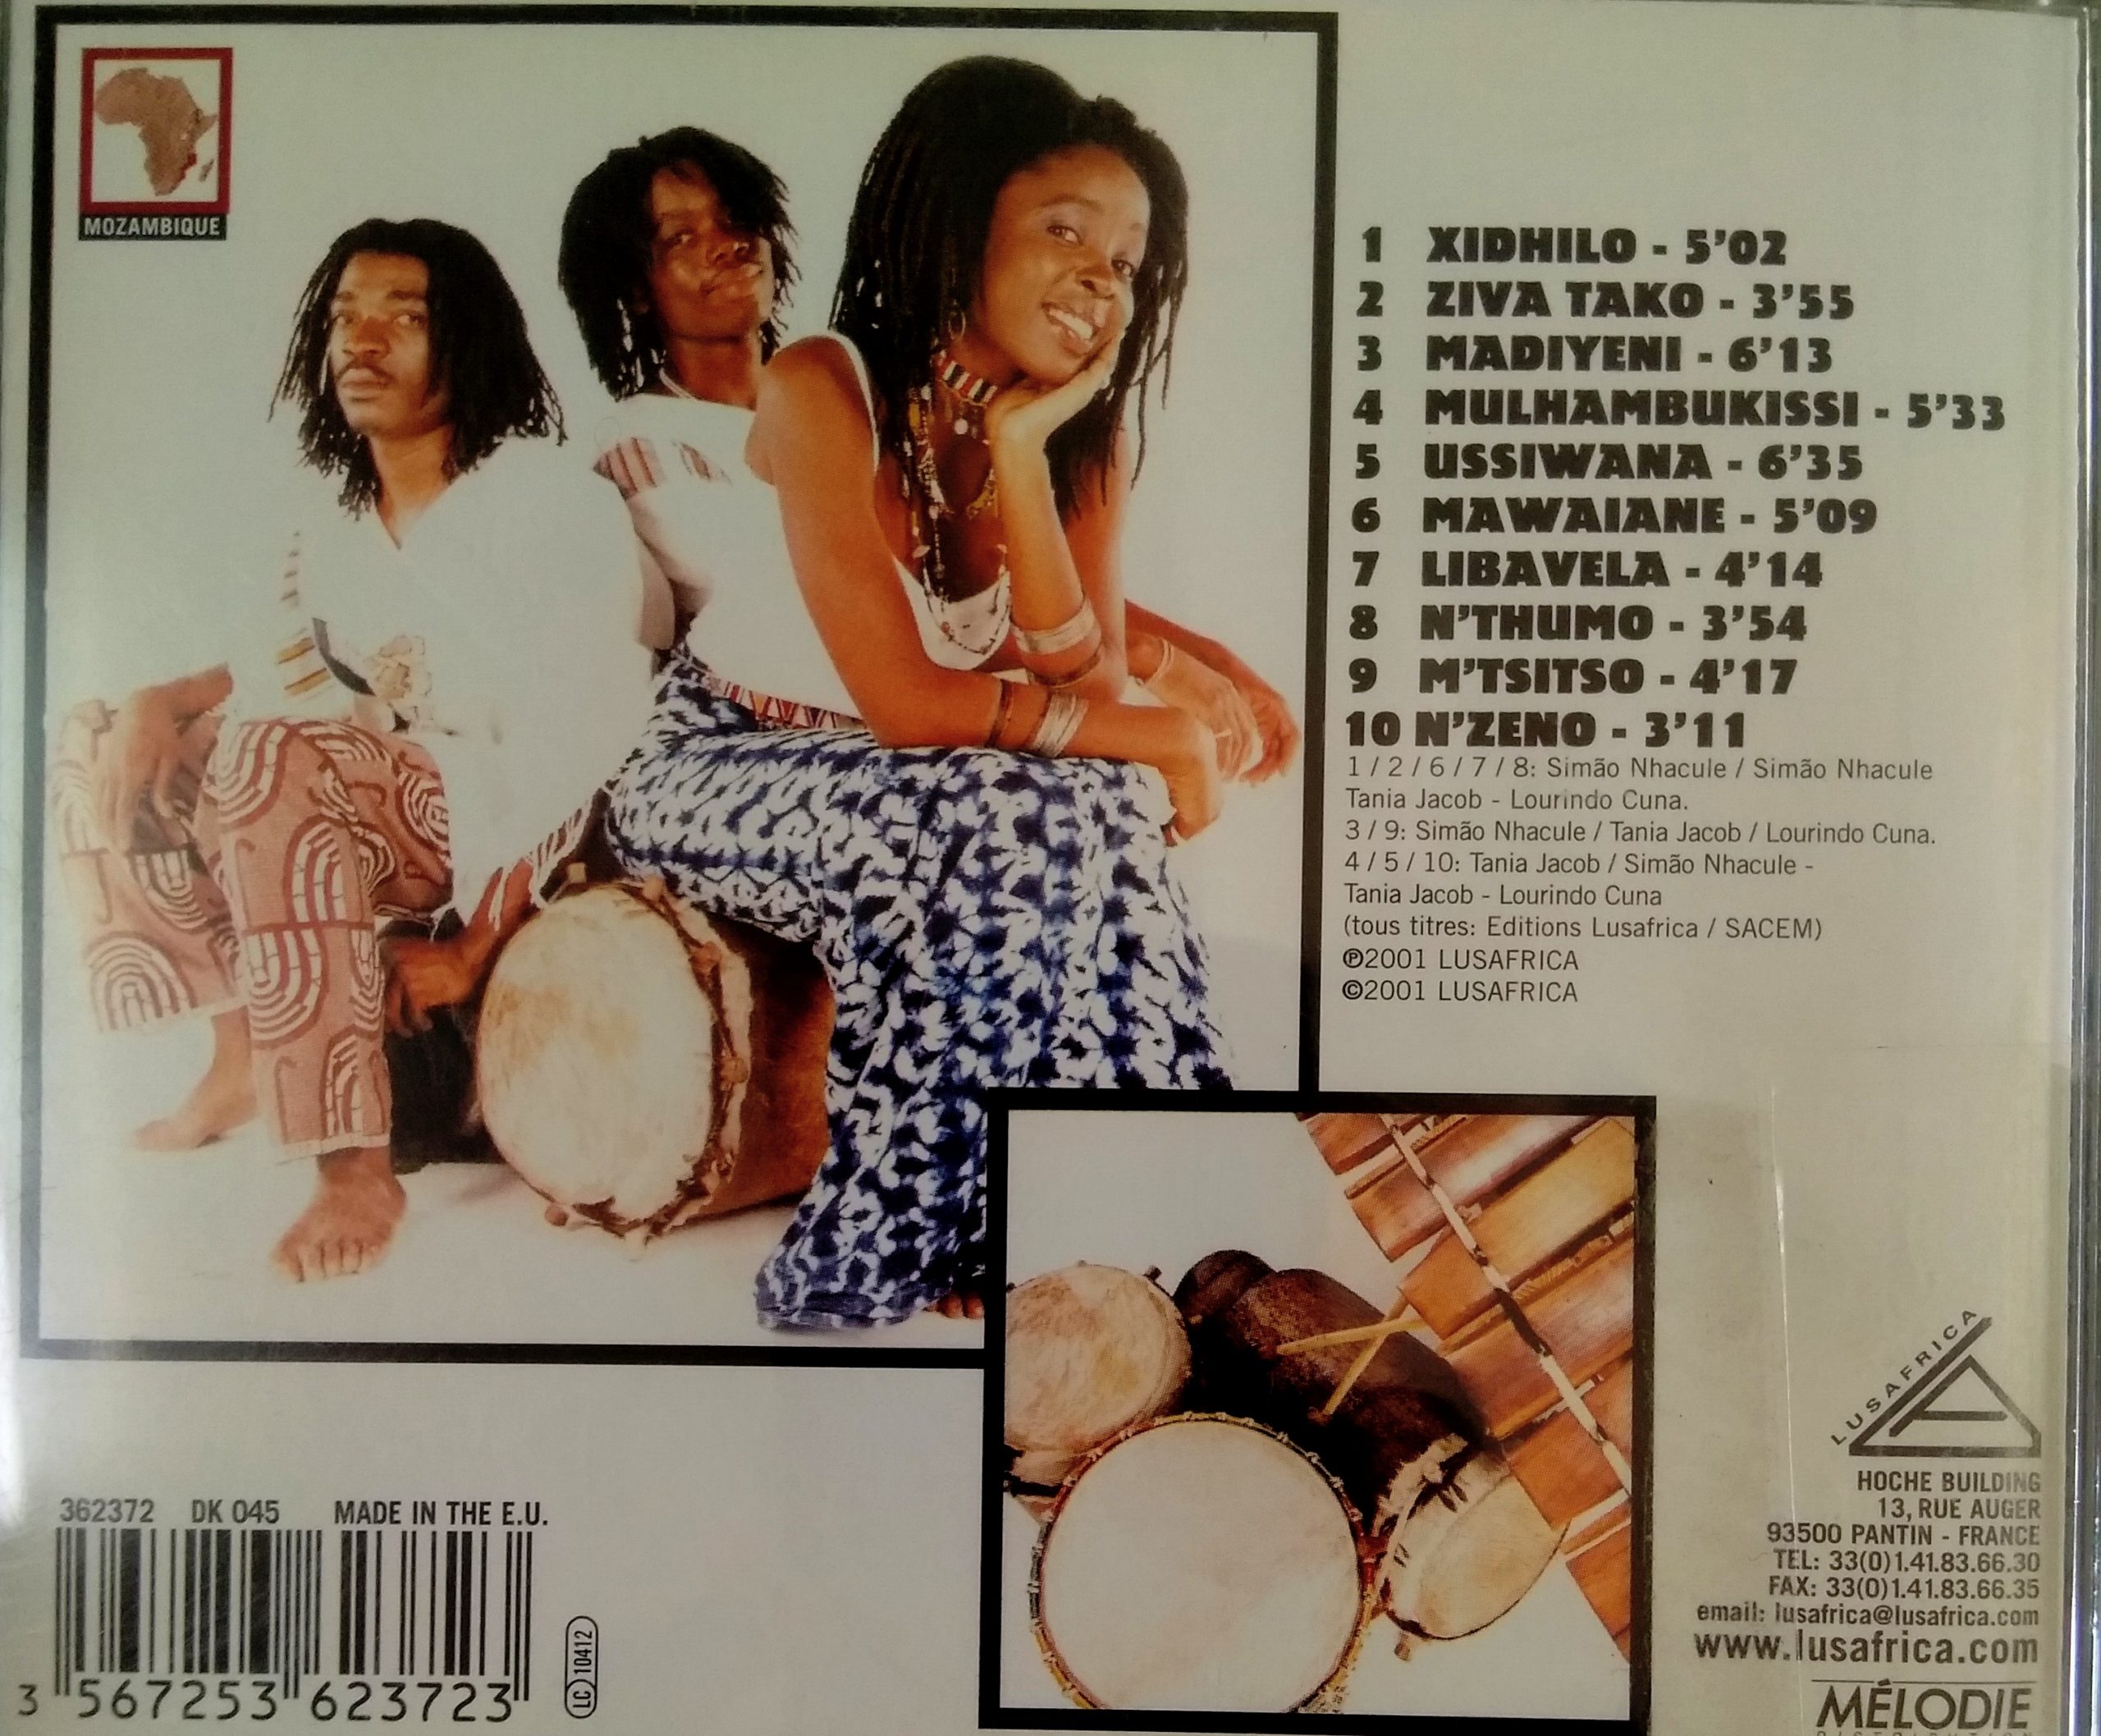 MOZAMBIQUE
1 XIDHILO - 5'02
2 ZIVA TAKO - 3'55
3 MADIYENI - 6'13
4 MULHAMBUKISSI - 5'33
5 USSIWANA - 6'35
6 MAWAIANE - 5'09
7 LIBAVELA - 4'14
8 N'THUMO - 3'54
9 M'TSITSO - 4'17
10 N'ZENO - 3'11
1 / 2 / 6 / 7 / 8: Simão Nhacule / Simão Nhacule
Tania Jacob - Lourindo Cuna.
3 / 9: Simão Nhacule / Tania Jacob / Lourindo Cuna.
4 / 5 / 10: Tania Jacob / Simão Nhacule -
Tania Jacob - Lourindo Cuna
(tous titres: Editions Lusafrica / SACEM)
℗2001 LUSAFRICA
©2001 LUSAFRICA
LUSAFRICA
HOCHE BUILDING
13, RUE AUGER
93500 PANTIN - FRANCE
TEL: 33(0)1.41.83.66.30
FAX: 33(0)1.41.83.66.35
email: lusafrica@lusafrica.com
www.lusafrica.com
MÉLODIE
362372 DK 045 MADE IN THE E.U.
3 567253 623723
LC 10412